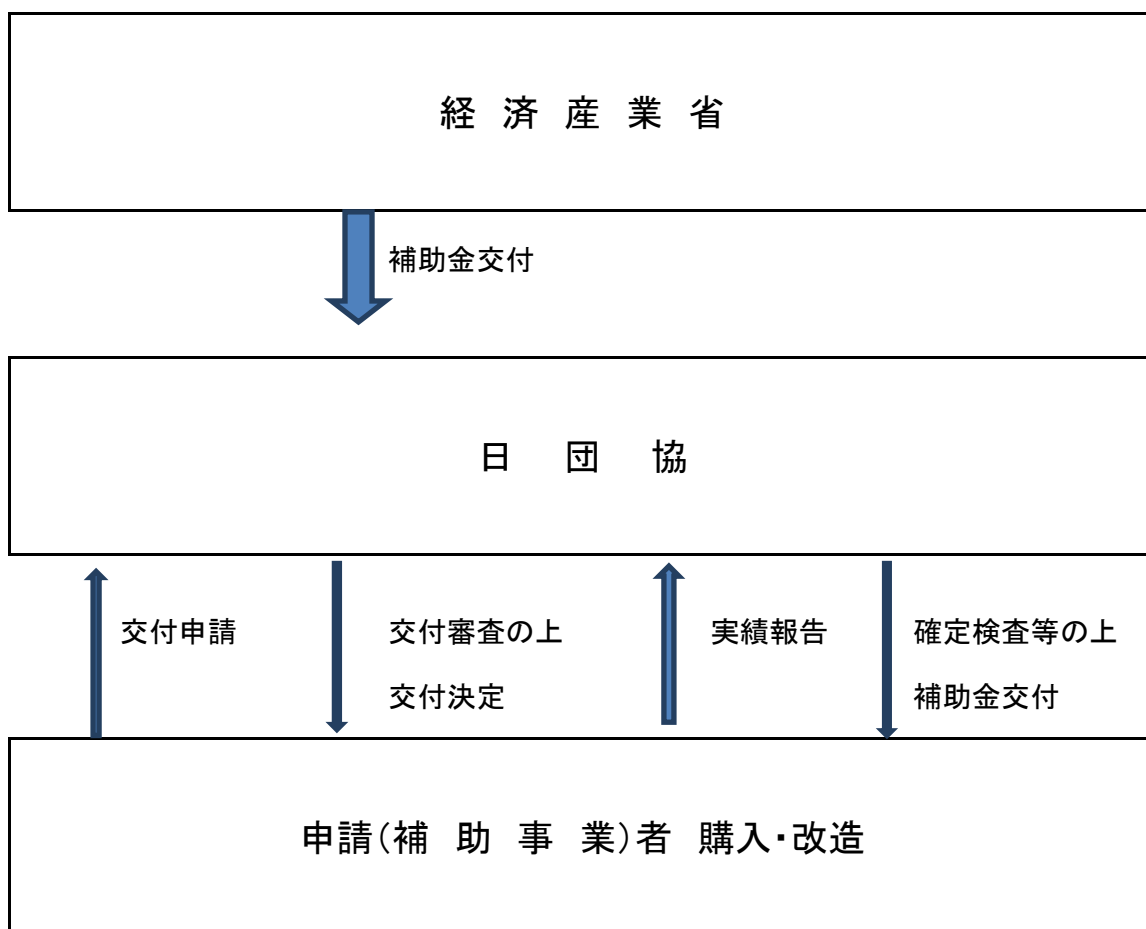 経 済 産 業 省
補助金交付
日 団 協
交付申請
交付審査の上
交付決定
実績報告
確定検査等の上
補助金交付
申請(補 助 事 業)者 購入・改造